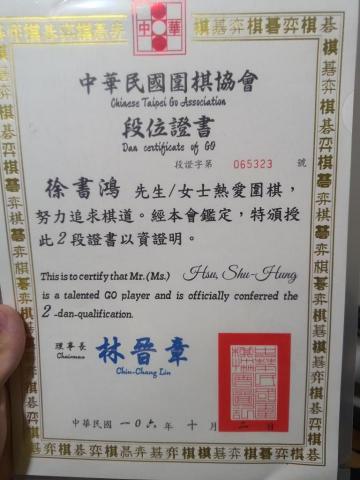 中華
中華民國圍棋協會
Chinese Taipei Go Association
段位證書
Dan certificate of GO
段證字第 065323 號
徐書鴻 先生/女士熱愛圍棋，
努力追求棋道。經本會鑑定，特頒授
此2段證書以資證明。
This is to certify that Mr. (Ms.) Hsu, Shu-Hung
is a talented GO player and is officially conferred the
2-dan-qualification.
理事長 林晉章
Chairman Chin-Chang Lin
中華民國 一〇六 年 十 月 二 日